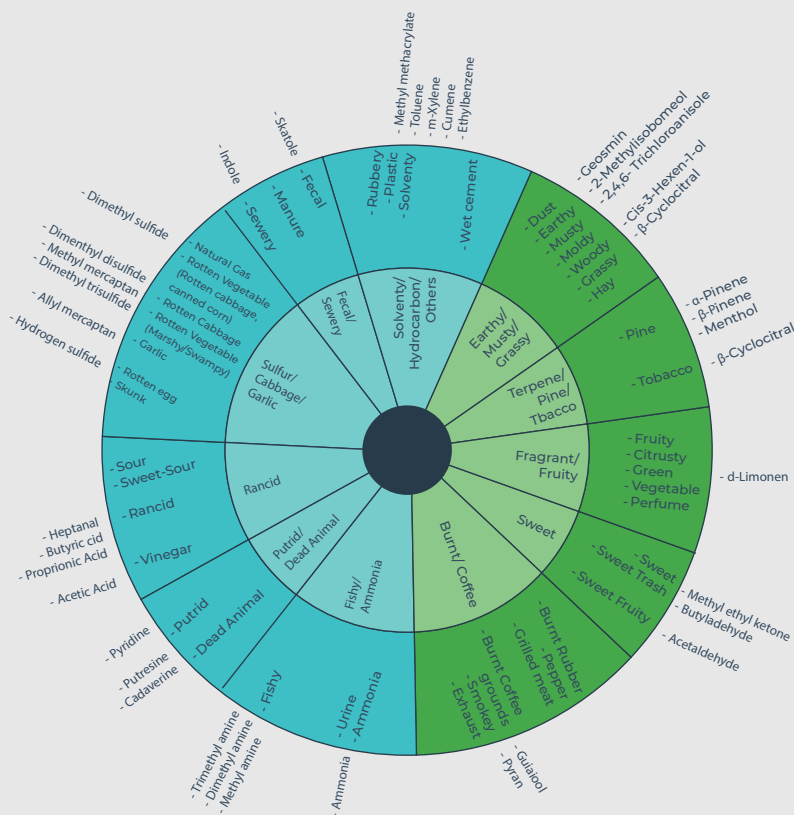 - Methyl methacrylate
- Toluene
- m-Xylene
- Cumene
- Ethylbenzene
- Rubbery
- Plastic
- Solventy
- Wet cement
Solventy/
Hydrocarbon/
Others
- Geosmin
- 2-Methylisobomeol
- 2,4,6- Trichloroanisole
- Cis-3-Hexen-1-ol
- β-Cyclocitral
- Dust
- Earthy
- Musty
- Moldy
- Woody
- Grassy
- Hay
Earthy/
Musty/
Grassy
- α-Pinene
- β-Pinene
- Menthol
- β-Cyclocitral
- Pine
- Tobacco
Terpene/
Pine/
Tbacco
- Fruity
- Citrusty
- Green
- Vegetable
- Perfume
Fragrant/
Fruity
- d-Limonen
- Sweet
- Sweet Trash
- Sweet Fruity
Sweet
- Methyl ethyl ketone
- Butyladehyde
- Acetaldehyde
- Burnt Rubber
- Pepper
- Grilled meat
- Burnt Coffee
grounds
- Smokey
- Exhaust
Burnt/ Coffee
- Guiaiool
- Pyran
- Urine
- Ammonia
- Fishy
Fishy/
Ammonia
- Ammonia
- Trimethyl amine
- Dimethyl amine
- Methyl amine
- Putrid
- Dead Animal
Putrid/
Dead Animal
- Pyridine
- Putresine
- Cadaverine
- Sour
- Sweet-Sour
- Rancid
- Vinegar
Rancid
- Heptanal
- Butyric cid
- Proprionic Acid
- Acetic Acid
- Natural Gas
- Rotten Vegetable
(Rotten cabbage,
canned corn)
- Rotten Cabbage
- Rotten Vegetable
(Marshy/Swampy)
- Garlic
- Rotten egg
- Skunk
Sulfur/
Cabbage/
Garlic
- Dimethyl sulfide
- Dimenthyl disulfide
- Methyl mercaptan
- Dimethyl trisulfide
- Allyl mercaptan
- Hydrogen sulfide
- Fecal
- Manure
- Sewery
Fecal/
Sewery
- Skatole
- Indole